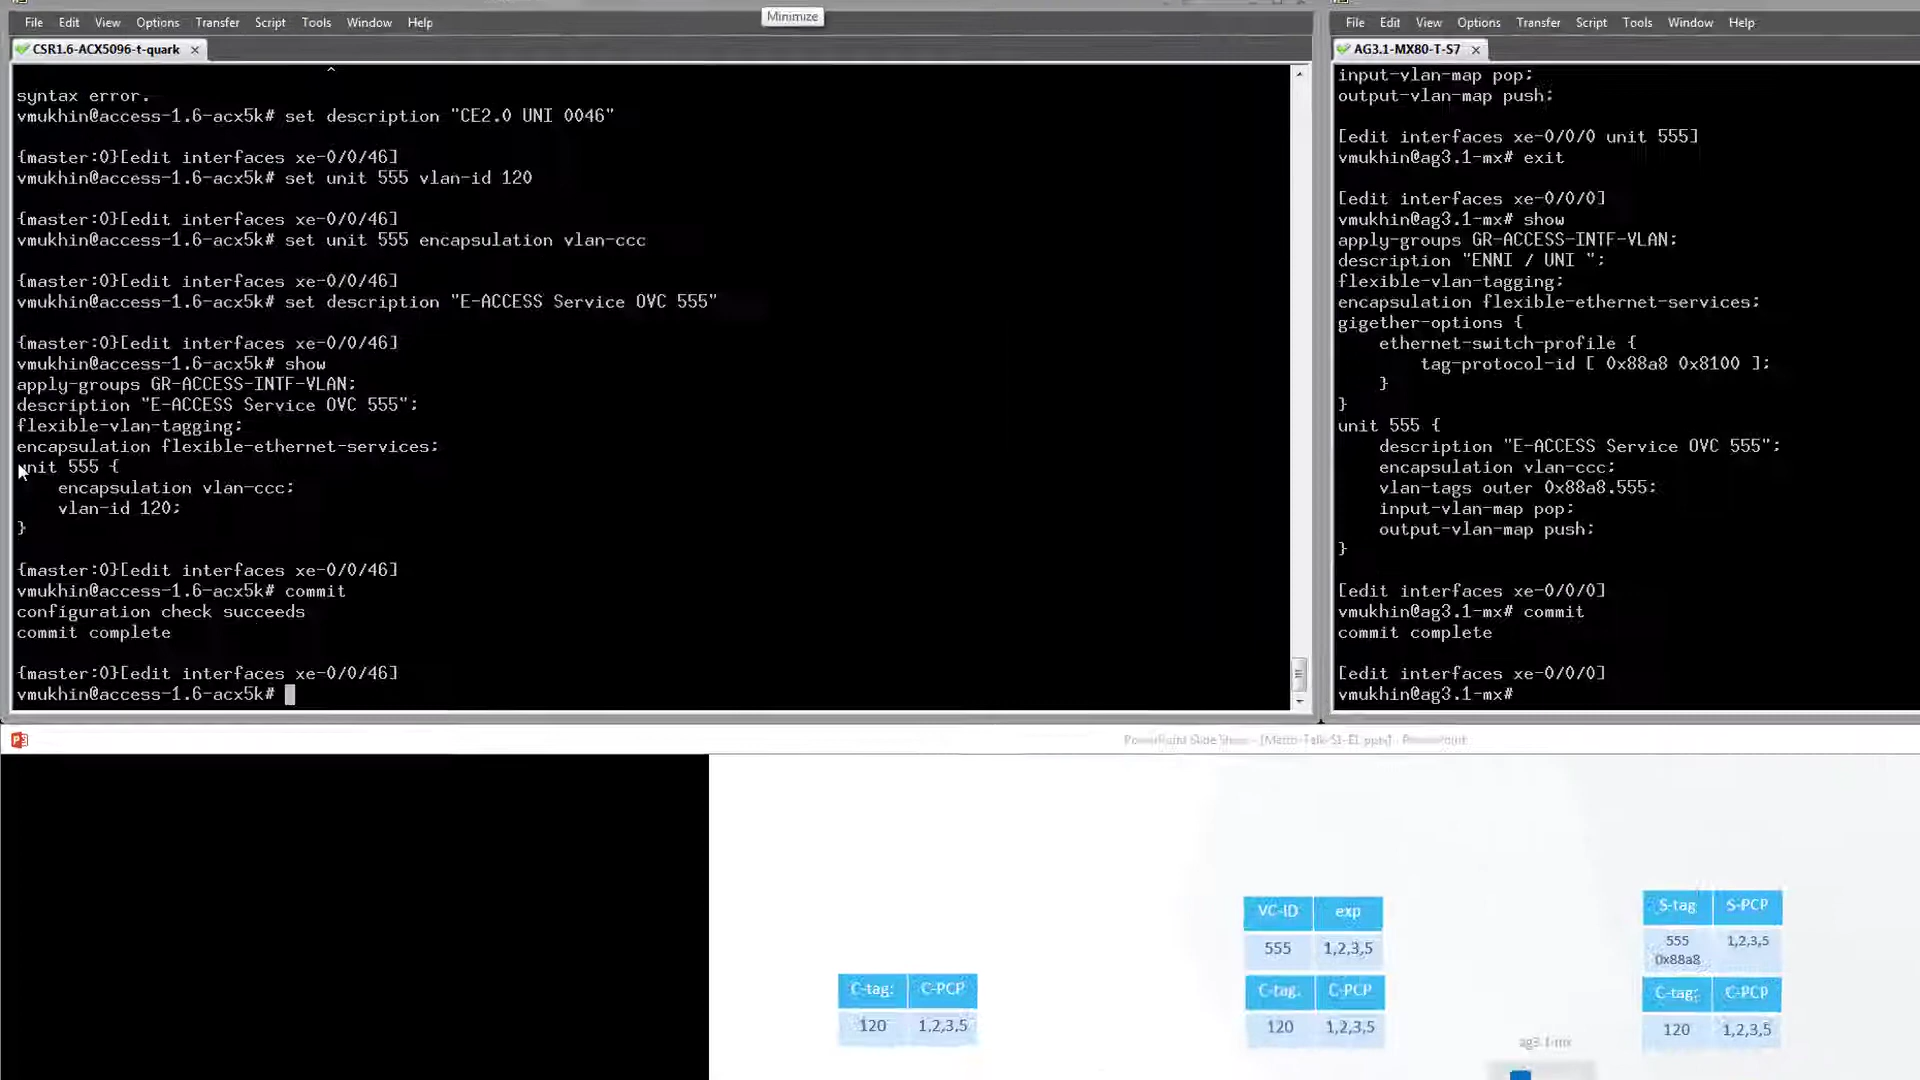 File Edit View Options Transfer Script Tools Window Help
Minimize
CSR1.6-ACX5096-t-quark
^
syntax error.
vmukhin@access-1.6-acx5k# set description "CE2.0 UNI 0046"
{master:0}[edit interfaces xe-0/0/46]
vmukhin@access-1.6-acx5k# set unit 555 vlan-id 120
{master:0}[edit interfaces xe-0/0/46]
vmukhin@access-1.6-acx5k# set unit 555 encapsulation vlan-ccc
{master:0}[edit interfaces xe-0/0/46]
vmukhin@access-1.6-acx5k# set description "E-ACCESS Service OVC 555"
{master:0}[edit interfaces xe-0/0/46]
vmukhin@access-1.6-acx5k# show
apply-groups GR-ACCESS-INTF-VLAN;
description "E-ACCESS Service OVC 555";
flexible-vlan-tagging;
encapsulation flexible-ethernet-services;
unit 555 {
encapsulation vlan-ccc;
vlan-id 120;
}
{master:0}[edit interfaces xe-0/0/46]
vmukhin@access-1.6-acx5k# commit
configuration check succeeds
commit complete
{master:0}[edit interfaces xe-0/0/46]
vmukhin@access-1.6-acx5k#
File Edit View Options Transfer Script Tools Window Help
AG3.1-MX80-T-S7
input-vlan-map pop;
output-vlan-map push;
[edit interfaces xe-0/0/0 unit 555]
vmukhin@ag3.1-mx# exit
[edit interfaces xe-0/0/0]
vmukhin@ag3.1-mx# show
apply-groups GR-ACCESS-INTF-VLAN;
description "ENNI / UNI ";
flexible-vlan-tagging;
encapsulation flexible-ethernet-services;
gigether-options {
ethernet-switch-profile {
tag-protocol-id [ 0x88a8 0x8100 ];
}
}
unit 555 {
description "E-ACCESS Service OVC 555";
encapsulation vlan-ccc;
vlan-tags outer 0x88a8.555;
input-vlan-map pop;
output-vlan-map push;
}
[edit interfaces xe-0/0/0]
vmukhin@ag3.1-mx# commit
commit complete
[edit interfaces xe-0/0/0]
vmukhin@ag3.1-mx#
PowerPoint Slide Show - [Metro-Talk-S1-E1.pptx] - PowerPoint
C-tag: C-PCP
120 1,2,3,5
VC-ID exp
555 1,2,3,5
C-tag: C-PCP
120 1,2,3,5
S-tag S-PCP
555 1,2,3,5
0x88a8
C-tag: C-PCP
120 1,2,3,5
ag3.1-mx